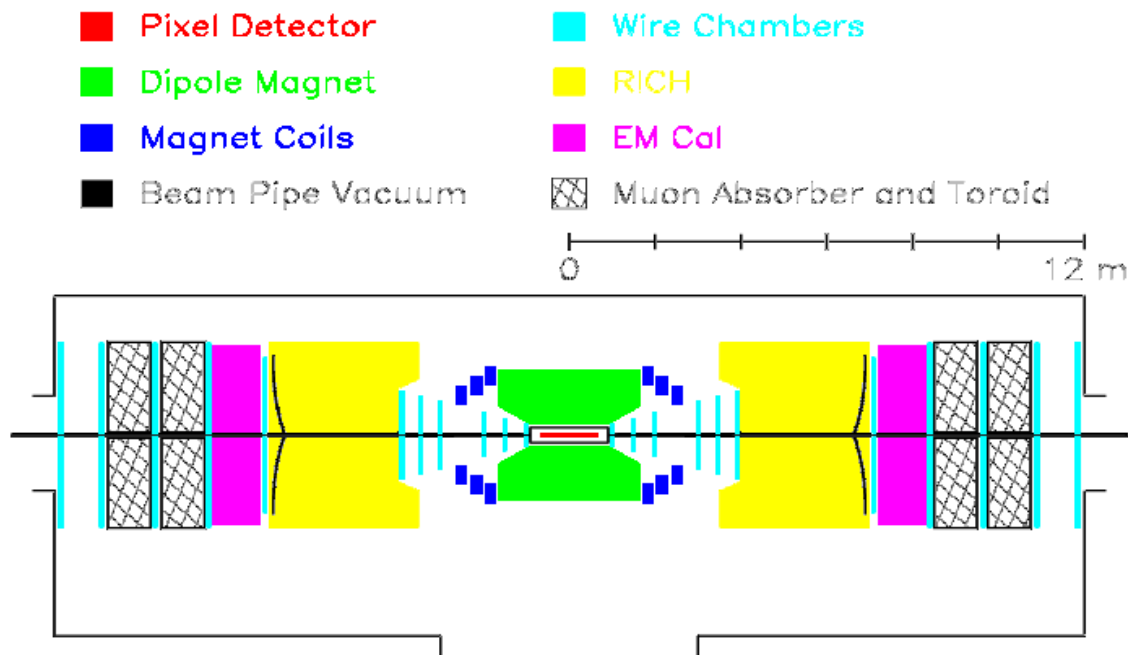 Pixel Detector
Wire Chambers
Dipole Magnet
RICH
Magnet Coils
EM Cal
Beam Pipe Vacuum
Muon Absorber and Toroid
0
12 m